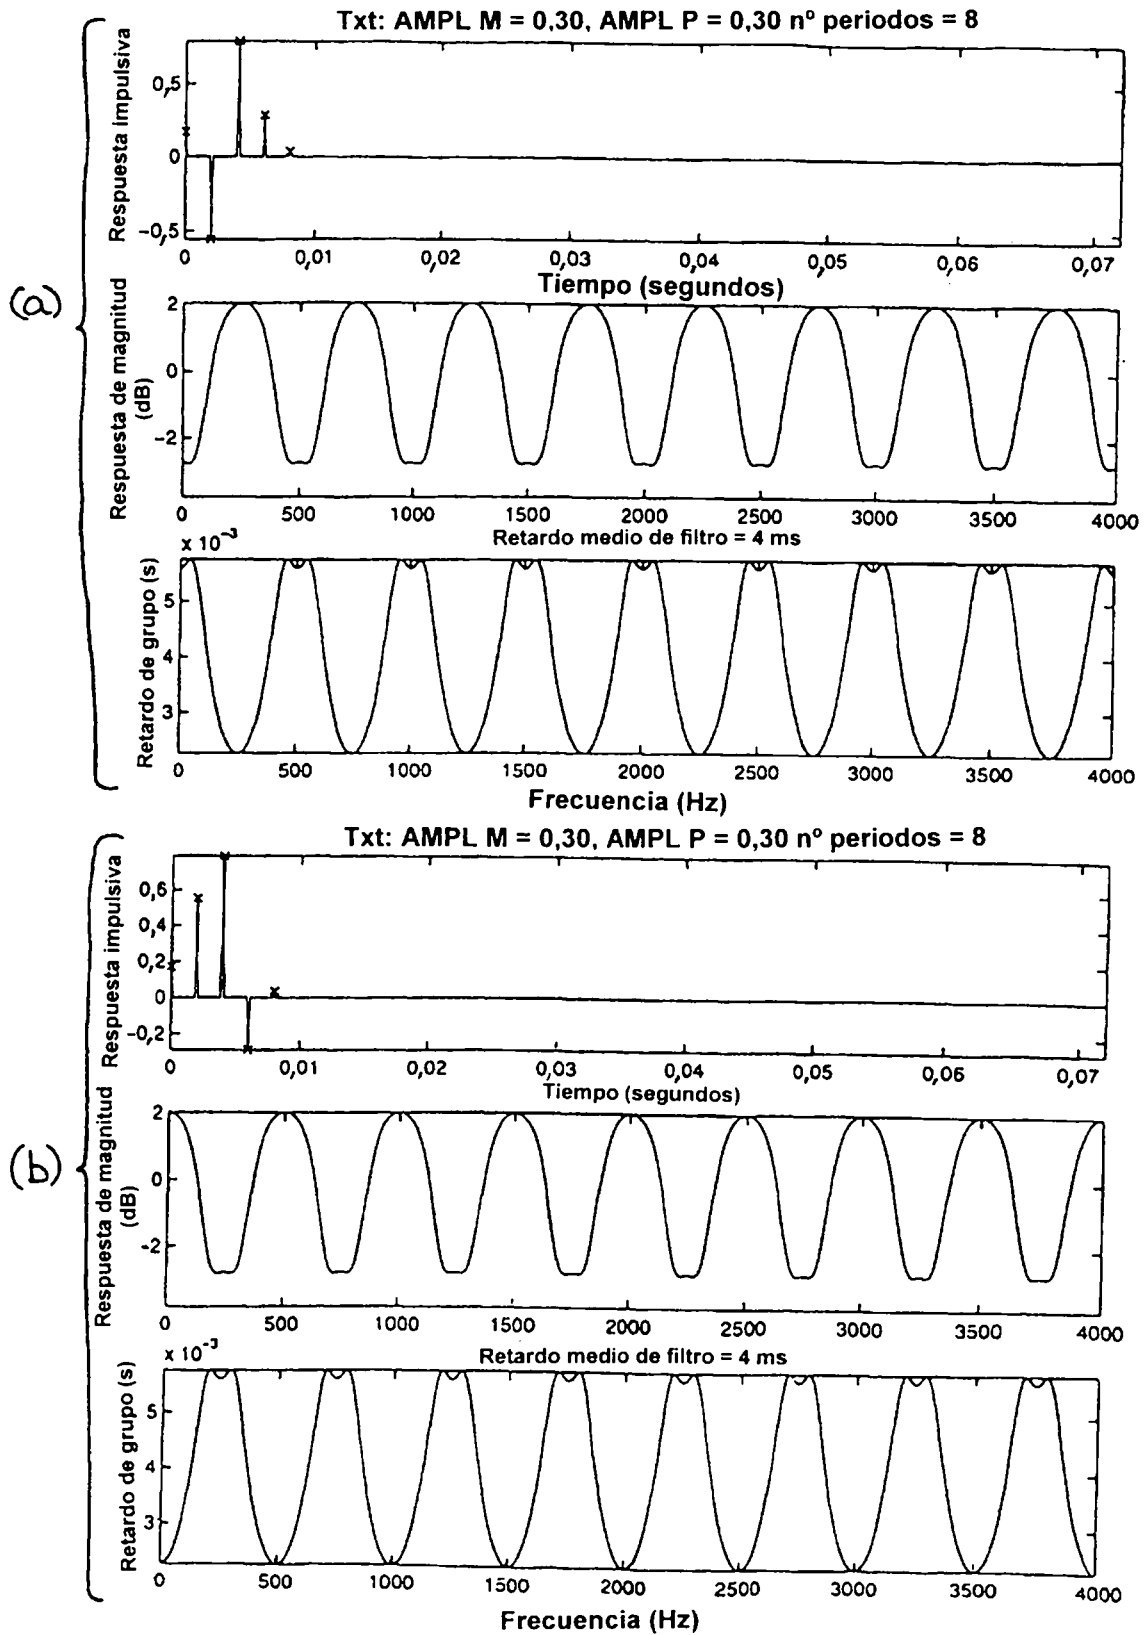 (a)
Txt: AMPL M = 0,30, AMPL P = 0,30 nº periodos = 8
Respuesta impulsiva
0,5
0
-0,5
0 0,01 0,02 0,03 0,04 0,05 0,06 0,07
Tiempo (segundos)
Respuesta de magnitud
(dB)
2
0
-2
0 500 1000 1500 2000 2500 3000 3500 4000
x 10⁻³
Retardo medio de filtro = 4 ms
Retardo de grupo (s)
5
4
3
0 500 1000 1500 2000 2500 3000 3500 4000
Frecuencia (Hz)
(b)
Txt: AMPL M = 0,30, AMPL P = 0,30 nº periodos = 8
Respuesta impulsiva
0,6
0,4
0,2
0
-0,2
0 0,01 0,02 0,03 0,04 0,05 0,06 0,07
Tiempo (segundos)
Respuesta de magnitud
(dB)
2
0
-2
0 500 1000 1500 2000 2500 3000 3500 4000
x 10⁻³
Retardo medio de filtro = 4 ms
Retardo de grupo (s)
5
4
3
0 500 1000 1500 2000 2500 3000 3500 4000
Frecuencia (Hz)